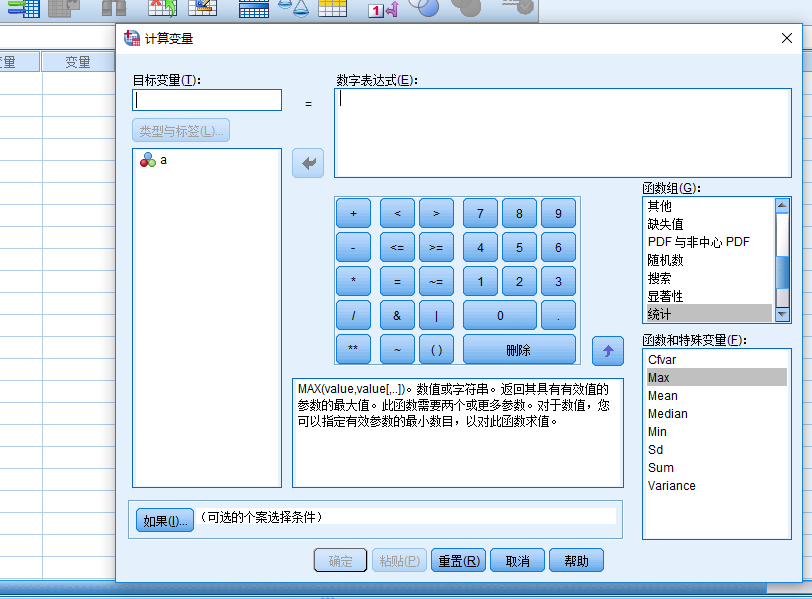 1
计算变量
变量
变量
目标变量(T):
数字表达式(E):
=
类型与标签(L)...
a
+ < > 7 8 9
- <= >= 4 5 6
* = ~= 1 2 3
/ & | 0 .
** ~ ( ) 删除
函数组(G):
其他
缺失值
PDF 与非中心 PDF
随机数
搜索
显著性
统计
函数和特殊变量(F):
Cfvar
Max
Mean
Median
Min
Sd
Sum
Variance
MAX(value,value[,..])。数值或字符串。返回其具有有效值的
参数的最大值。此函数需要两个或更多参数。对于数值，您
可以指定有效参数的最小数目，以对此函数求值。
如果(I)... （可选的个案选择条件）
确定 粘贴(P) 重置(R) 取消 帮助